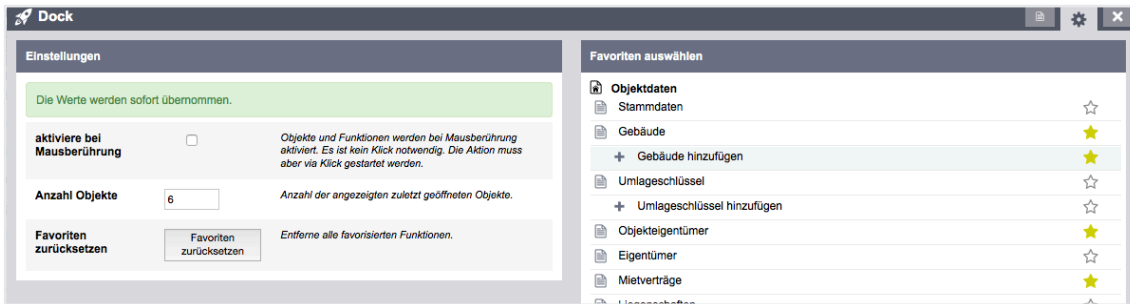 Dock
Einstellungen
Die Werte werden sofort übernommen.
aktiviere bei
Mausberührung
Objekte und Funktionen werden bei Mausberührung
aktiviert. Es ist kein Klick notwendig. Die Aktion muss
aber via Klick gestartet werden.
Anzahl Objekte
6
Anzahl der angezeigten zuletzt geöffneten Objekte.
Favoriten
zurücksetzen
Favoriten
zurücksetzen
Entferne alle favorisierten Funktionen.
Favoriten auswählen
Objektdaten
Stammdaten
Gebäude
Gebäude hinzufügen
Umlageschlüssel
Umlageschlüssel hinzufügen
Objekteigentümer
Eigentümer
Mietverträge